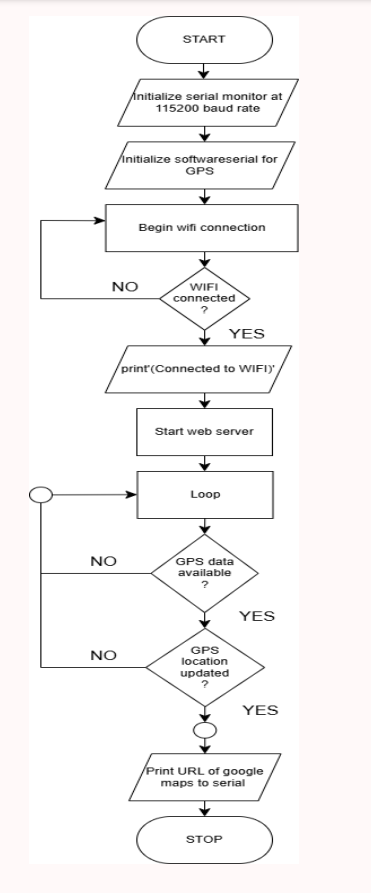 START
Initialize serial monitor at
115200 baud rate
Initialize softwareserial for
GPS
Begin wifi connection
NO
WIFI
connected
?
YES
print'(Connected to WIFI)'
Start web server
Loop
NO
GPS data
available
?
YES
NO
GPS
location
updated
?
YES
Print URL of google
maps to serial
STOP